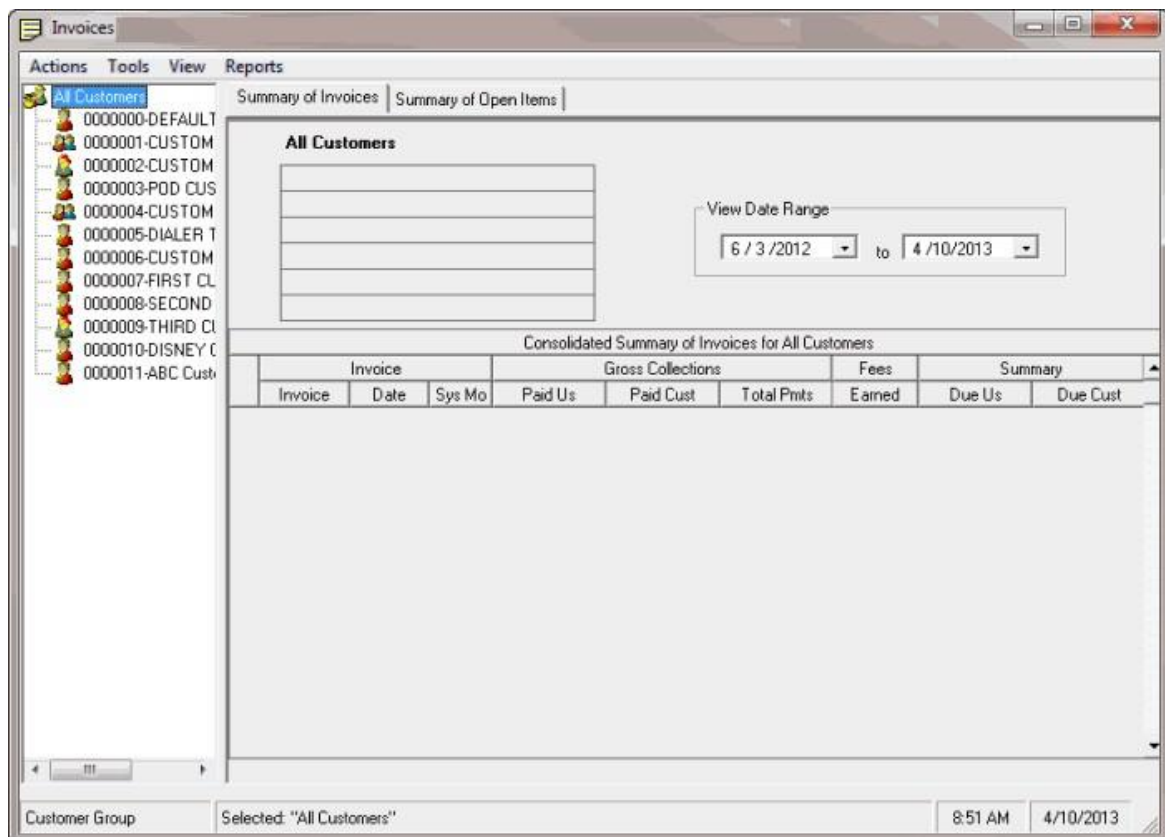 Invoices
Actions Tools View Reports
All Customers
0000000-DEFAULT
0000001-CUSTOM
0000002-CUSTOM
0000003-POD CUS
0000004-CUSTOM
0000005-DIALER T
0000006-CUSTOM
0000007-FIRST CL
0000008-SECOND
0000009-THIRD CL
0000010-DISNEY
0000011-ABC Cust
Summary of Invoices Summary of Open Items
All Customers
View Date Range
6 / 3 /2012 to 4 /10/2013
Consolidated Summary of Invoices for All Customers
Invoice Gross Collections Fees Summary
Invoice Date Sys Mo Paid Us Paid Cust Total Pmts Earned Due Us Due Cust
Customer Group Selected: "All Customers" 8:51 AM 4/10/2013